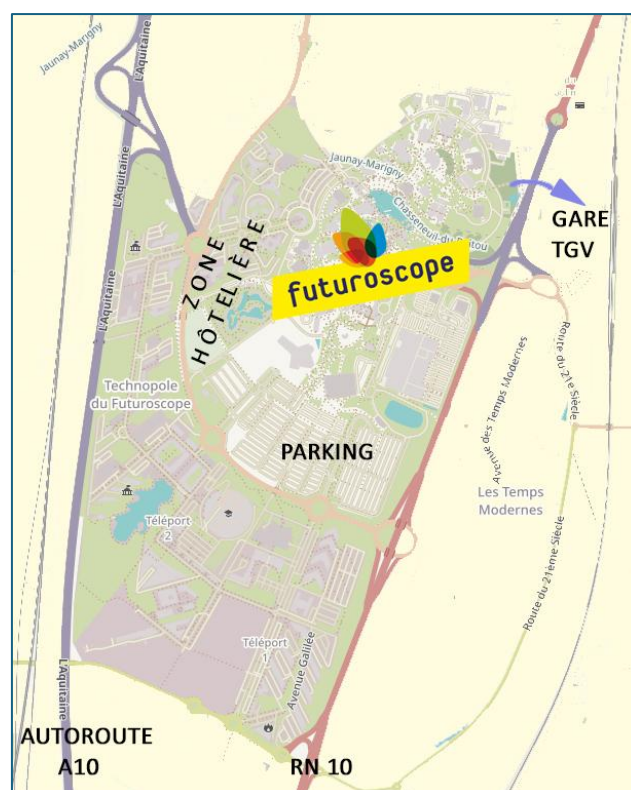 Jaunay-Marigny
L'Aquitaine
L'Aquitaine
L'Aquitaine
Jaunay-Marigny
Chasseneuil-du-Poitou
GARE
TGV
ZONE
HÔTELIÈRE
futuroscope
L'Aquitaine
Route du 21e Siècle
Avenue des Temps Modernes
Technopole
du Futuroscope
PARKING
Les Temps
Modernes
Téléport
2
Route du 21ème Siècle
Téléport
1
Avenue Galilée
L'Aquitaine
AUTOROUTE
A10
RN 10